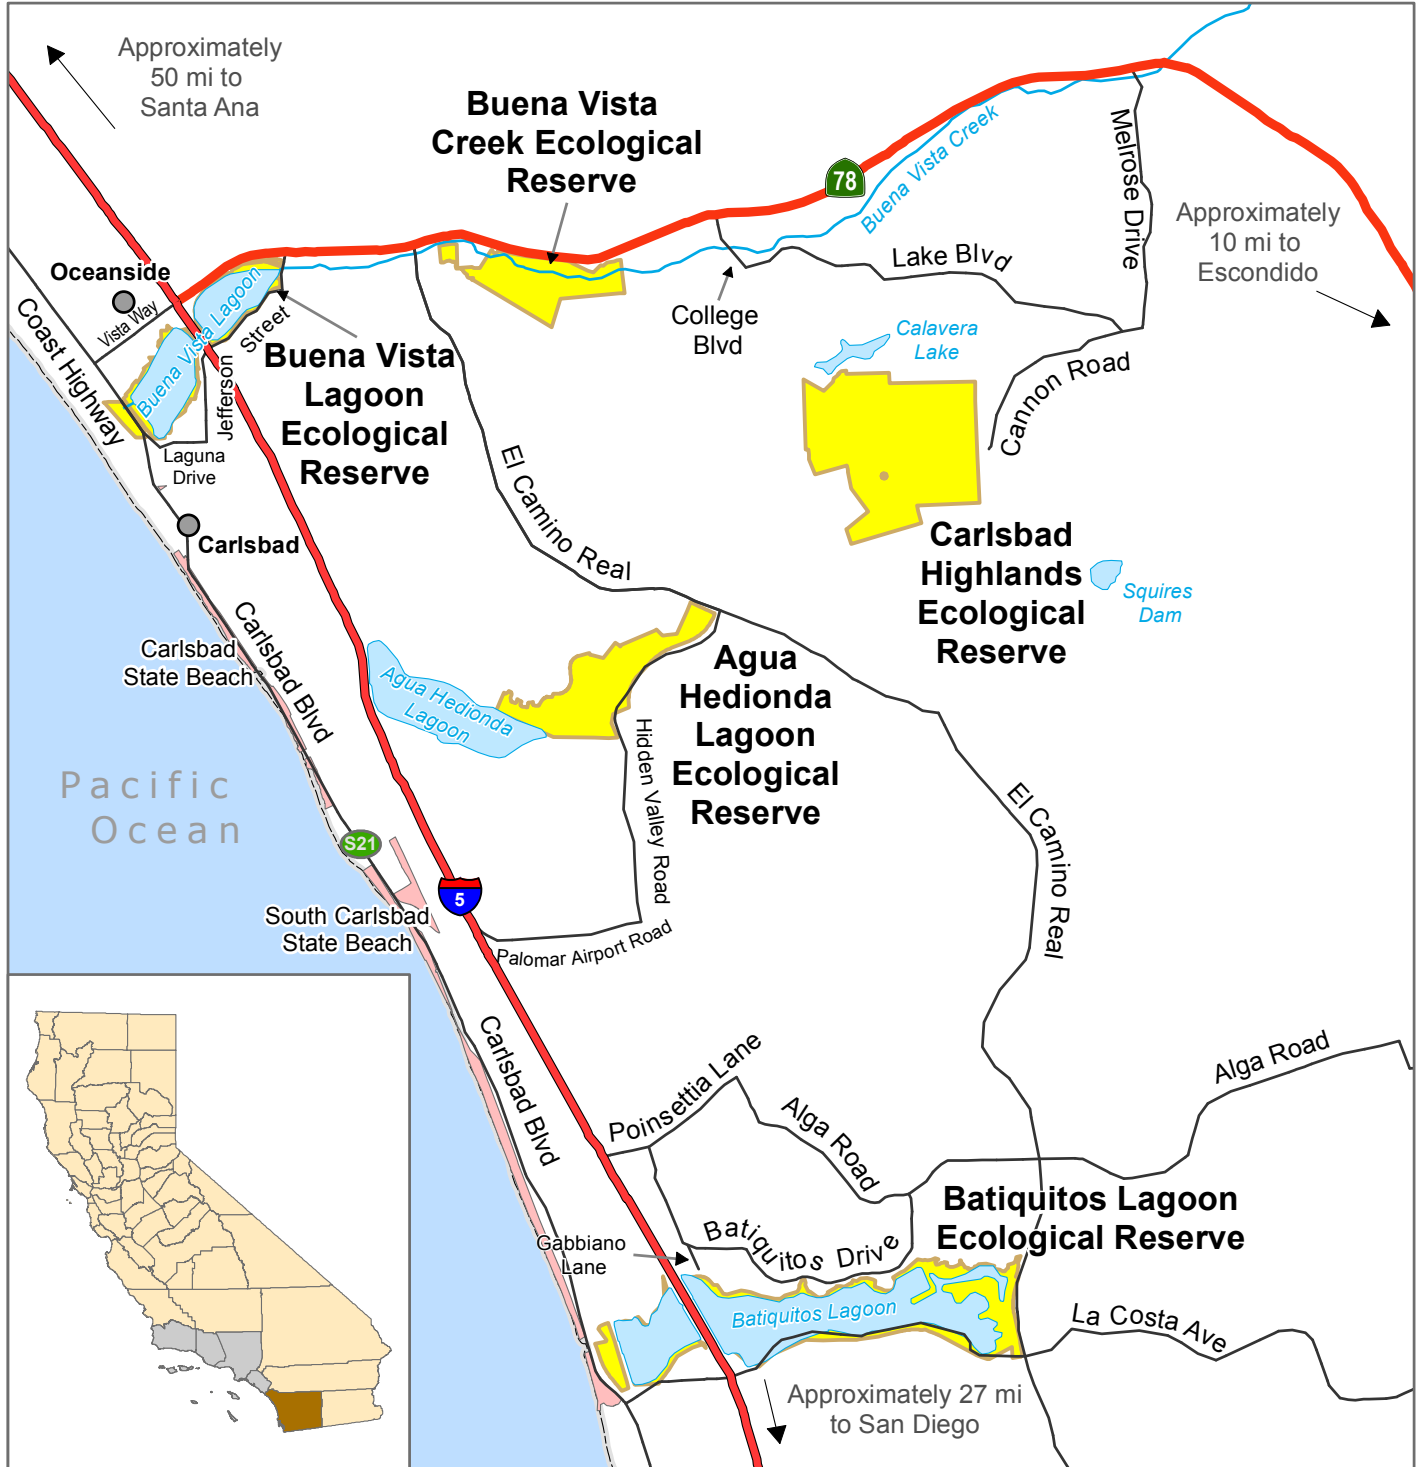 Approximately
50 mi to
Santa Ana
Buena Vista
Creek Ecological
Reserve
78
Buena Vista Creek
Melrose Drive
Approximately
10 mi to
Escondido
Oceanside
Vista Way
Coast Highway
Buena Vista Lagoon
Buena Vista Lagoon
Jefferson
Street
Laguna
Drive
Buena Vista
Lagoon
Ecological
Reserve
College
Blvd
Lake Blvd
Calavera
Lake
Cannon Road
El Camino Real
Carlsbad
Carlsbad
Highlands
Ecological
Reserve
Squires
Dam
Carlsbad
State Beach
Carlsbad Blvd
Agua Hedionda
Lagoon
Agua
Hedionda
Lagoon
Ecological
Reserve
Hidden Valley Road
Pacific
Ocean
S21
5
El Camino Real
South Carlsbad
State Beach
Palomar Airport Road
Carlsbad Blvd
Poinsettia Lane
Alga Road
Alga Road
Batiquitos Lagoon
Ecological Reserve
Batiquitos Drive
Gabbiano
Lane
Batiquitos Lagoon
La Costa Ave
Approximately 27 mi
to San Diego